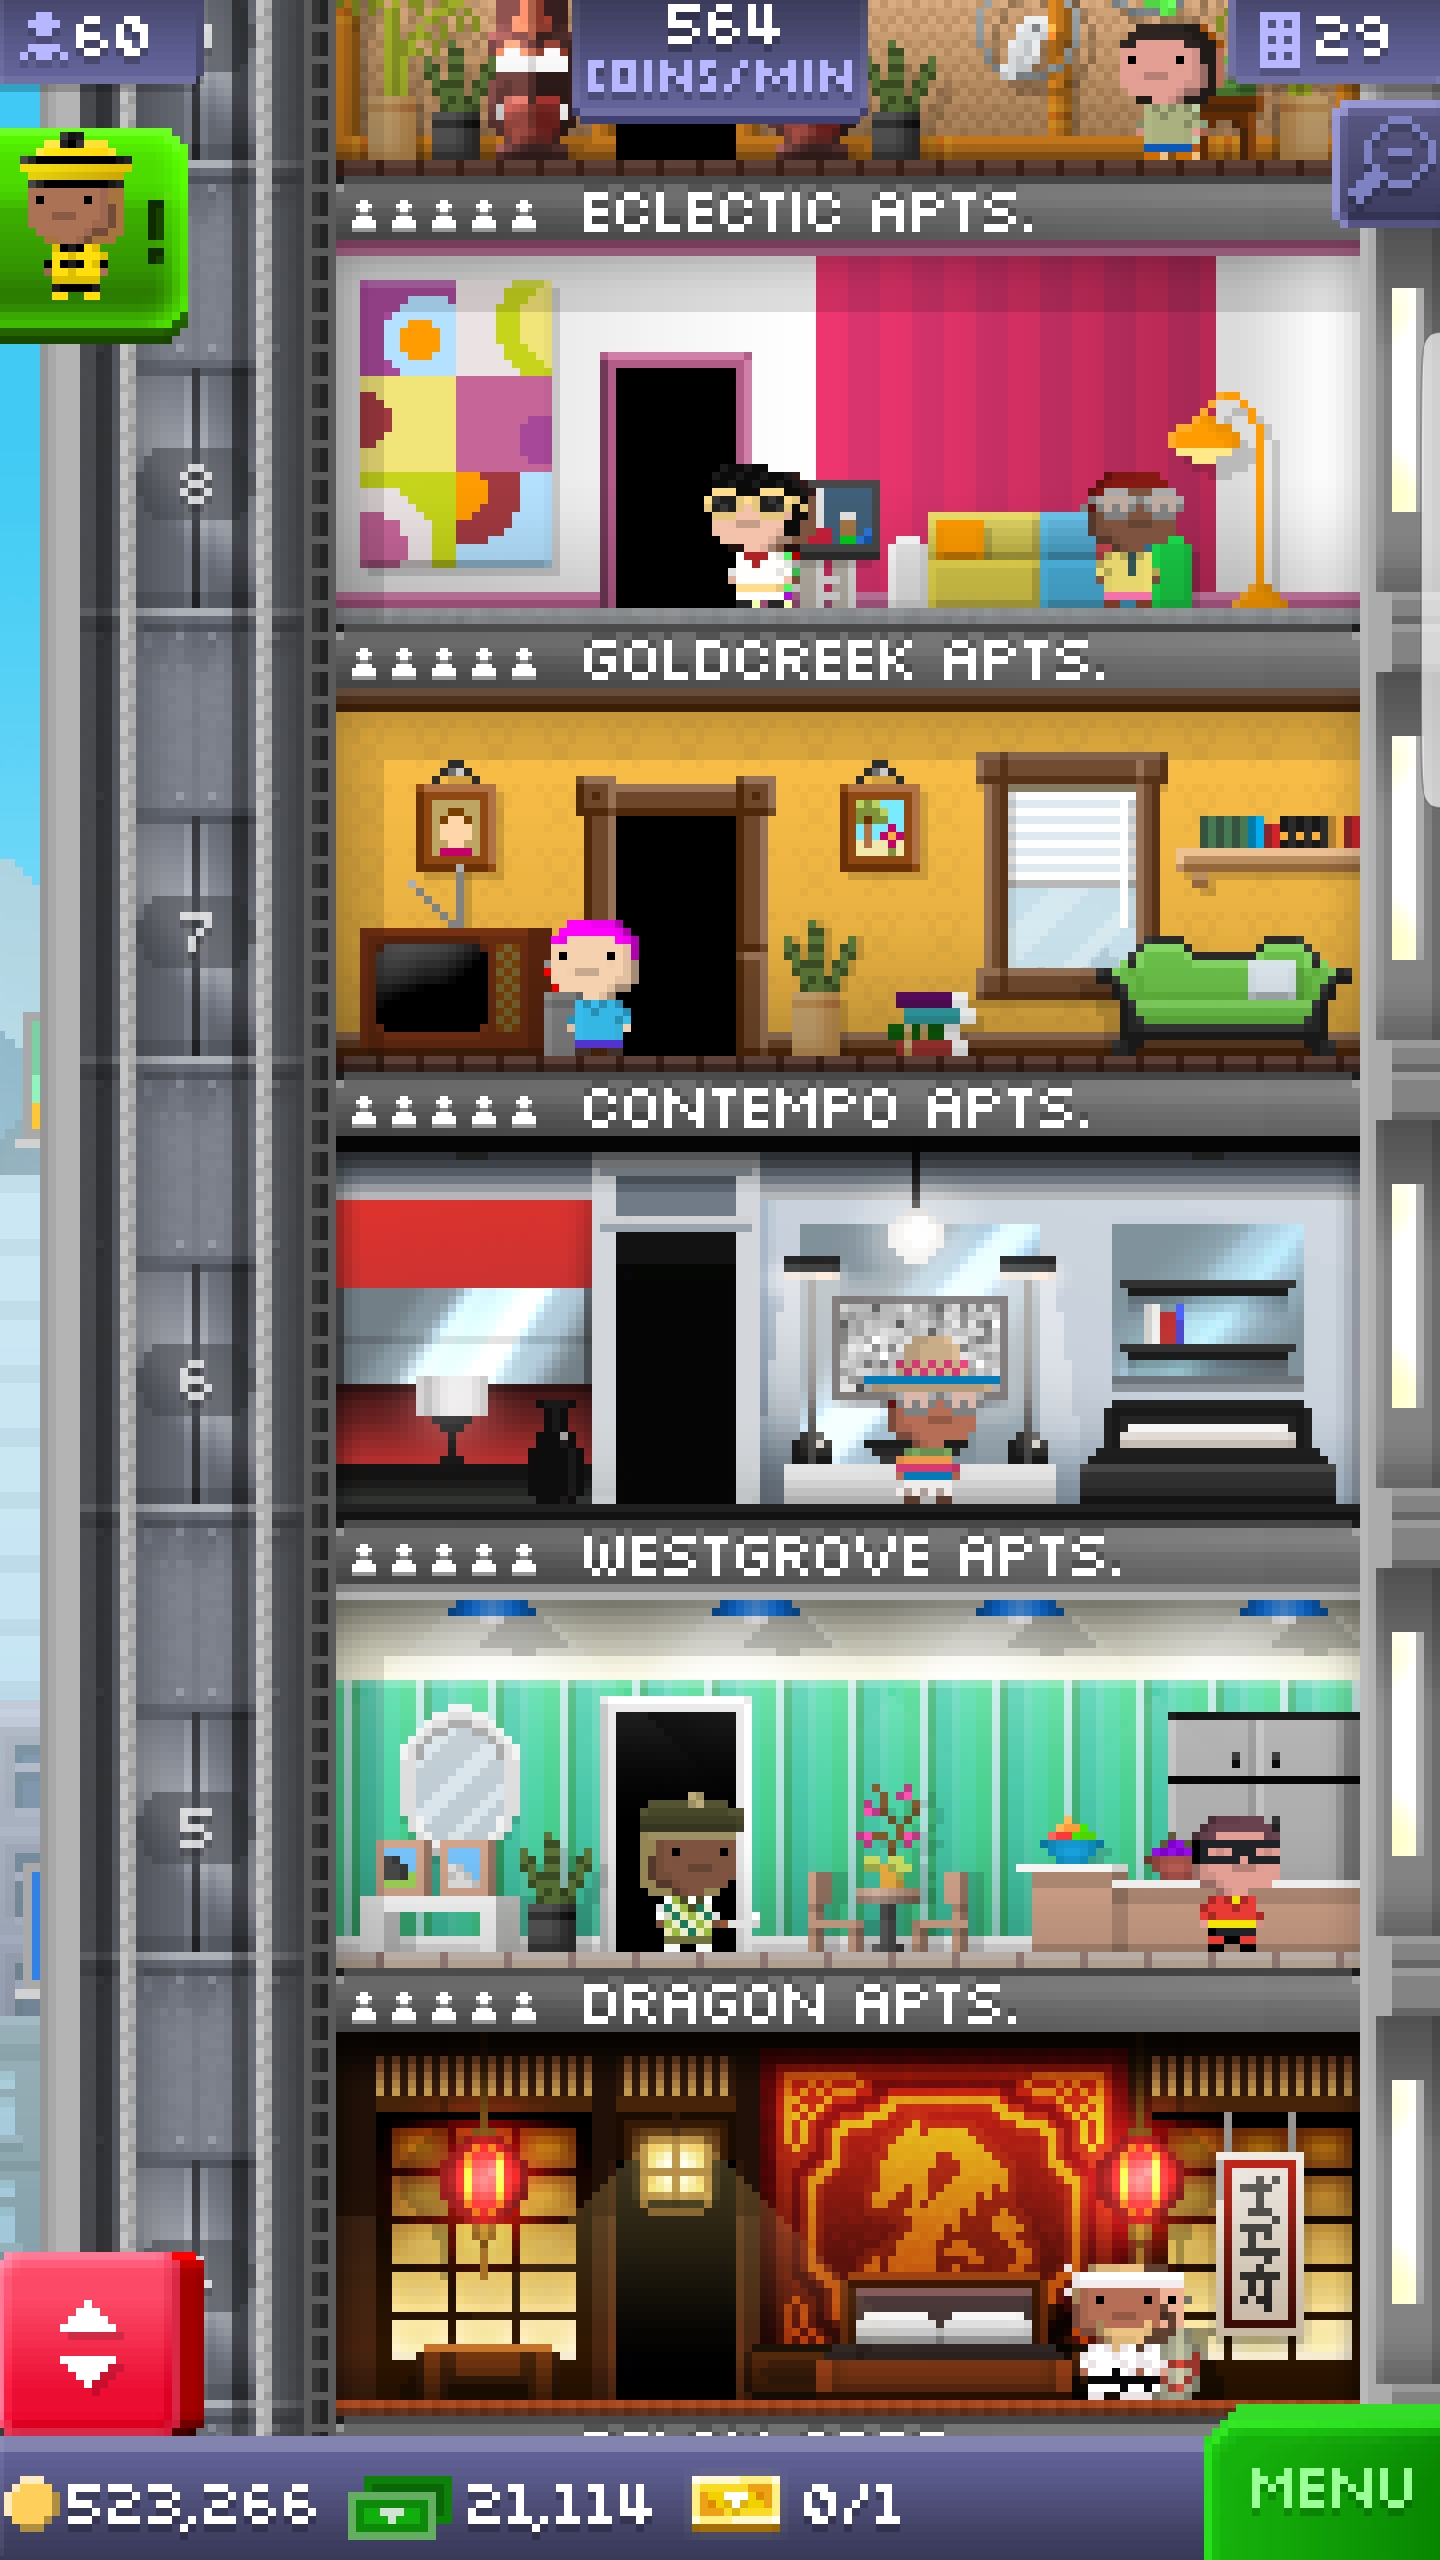 60
564
COINS/MIN
29
!
ECLECTIC APTS.
8
GOLDCREEK APTS.
7
CONTEMPO APTS.
6
WESTGROVE APTS.
5
DRAGON APTS.
523,266
21,114
0/1
MENU